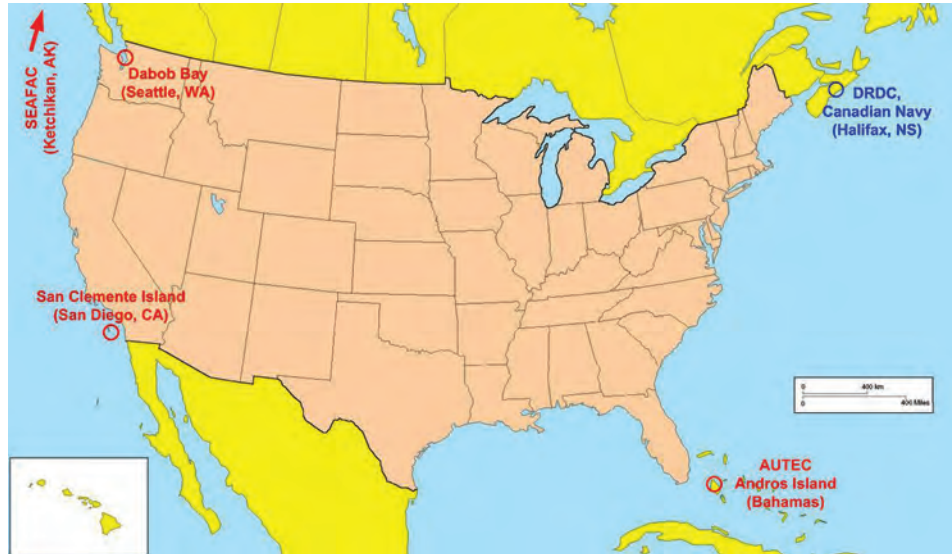 SEAFAC
(Ketchikan, AK)
Dabob Bay
(Seattle, WA)
DRDC,
Canadian Navy
(Halifax, NS)
San Clemente Island
(San Diego, CA)
0 400 km
0 400 Miles
AUTEC
Andros Island
(Bahamas)